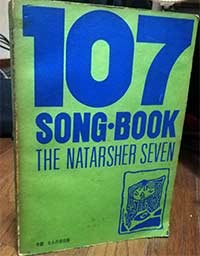 107
SONG・BOOK
THE NATARSHER SEVEN